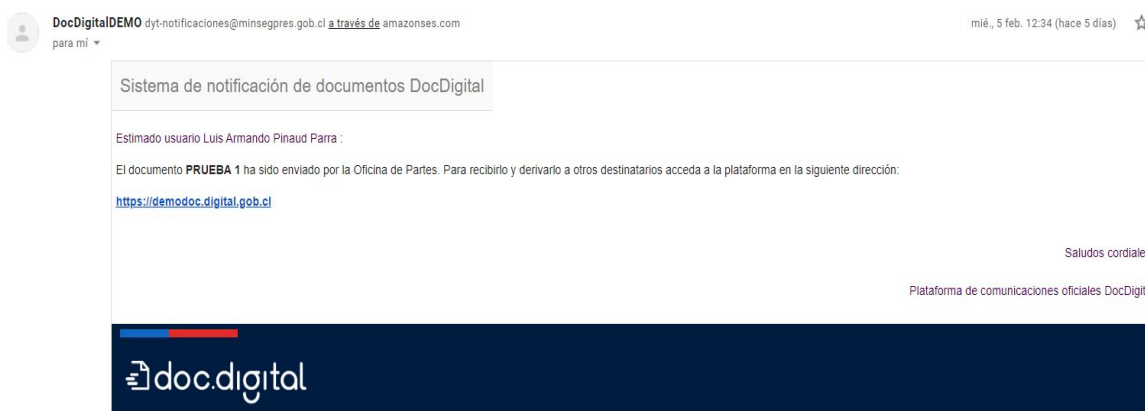 DocDigitalDEMO dyt-notificaciones@minsegpres.gob.cl a través de amazonses.com
mié., 5 feb. 12:34 (hace 5 días)
para mí
Sistema de notificación de documentos DocDigital
Estimado usuario Luis Armando Pinaud Parra :
El documento PRUEBA 1 ha sido enviado por la Oficina de Partes. Para recibirlo y derivarlo a otros destinatarios acceda a la plataforma en la siguiente dirección:
https://demodoc.digital.gob.cl
Saludos cordiale
Plataforma de comunicaciones oficiales DocDigit
doc.digital